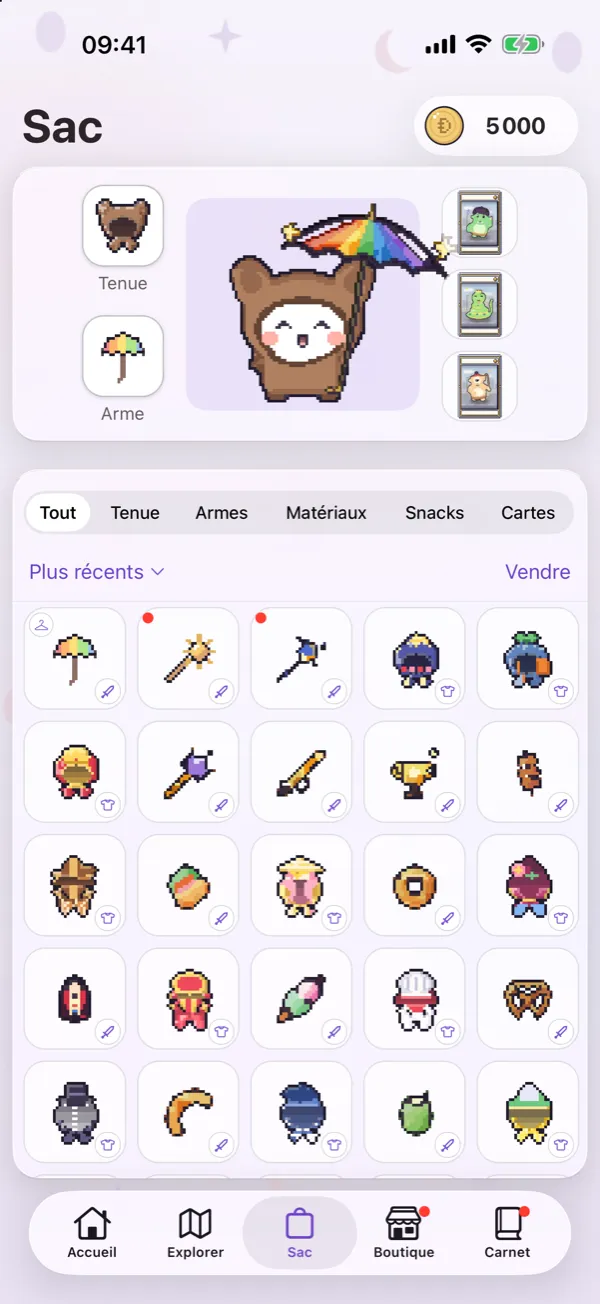 09:41
Sac
5000
Tenue
Arme
Tout Tenue Armes Matériaux Snacks Cartes
Plus récents Vendre
Accueil Explorer Sac Boutique Carnet